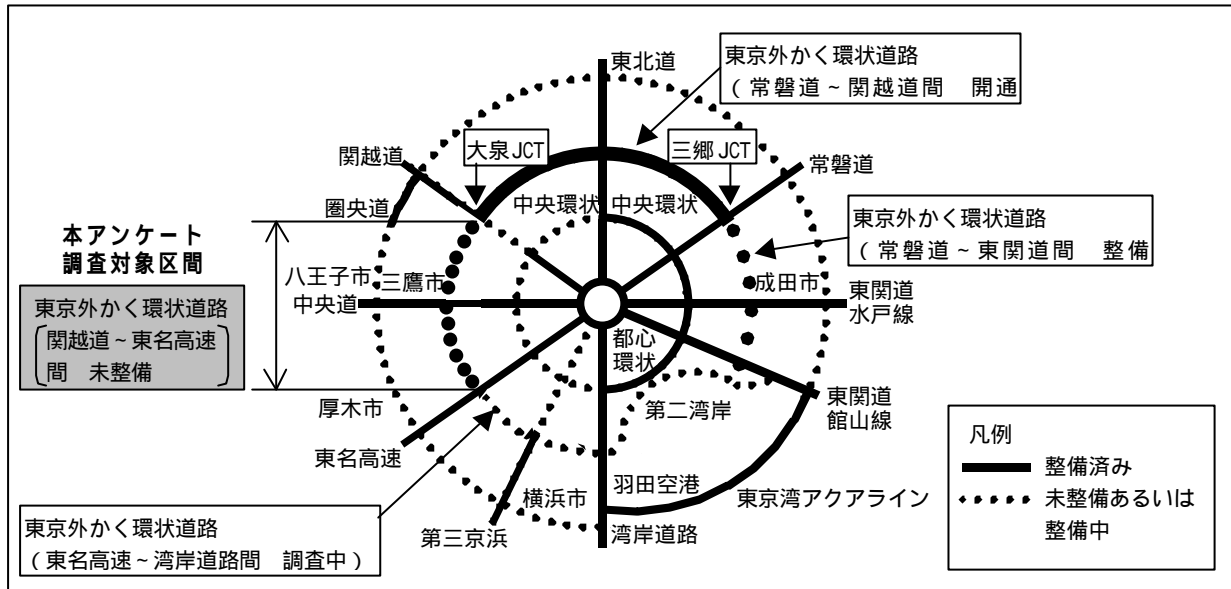 東北道
東京外かく環状道路
(常磐道~関越道間 開通
関越道
大泉JCT
三郷JCT
常磐道
圏央道
中央環状
中央環状
東京外かく環状道路
(常磐道~東関道間 整備
本アンケート
調査対象区間
八王子市
三鷹市
成田市
中央道
東関道
水戸線
東京外かく環状道路
関越道~東名高速
間 未整備
都心
環状
厚木市
第二湾岸
東関道
館山線
東名高速
凡例
整備済み
未整備あるいは
整備中
横浜市
羽田空港
東京湾アクアライン
第三京浜
湾岸道路
東京外かく環状道路
(東名高速~湾岸道路間 調査中)